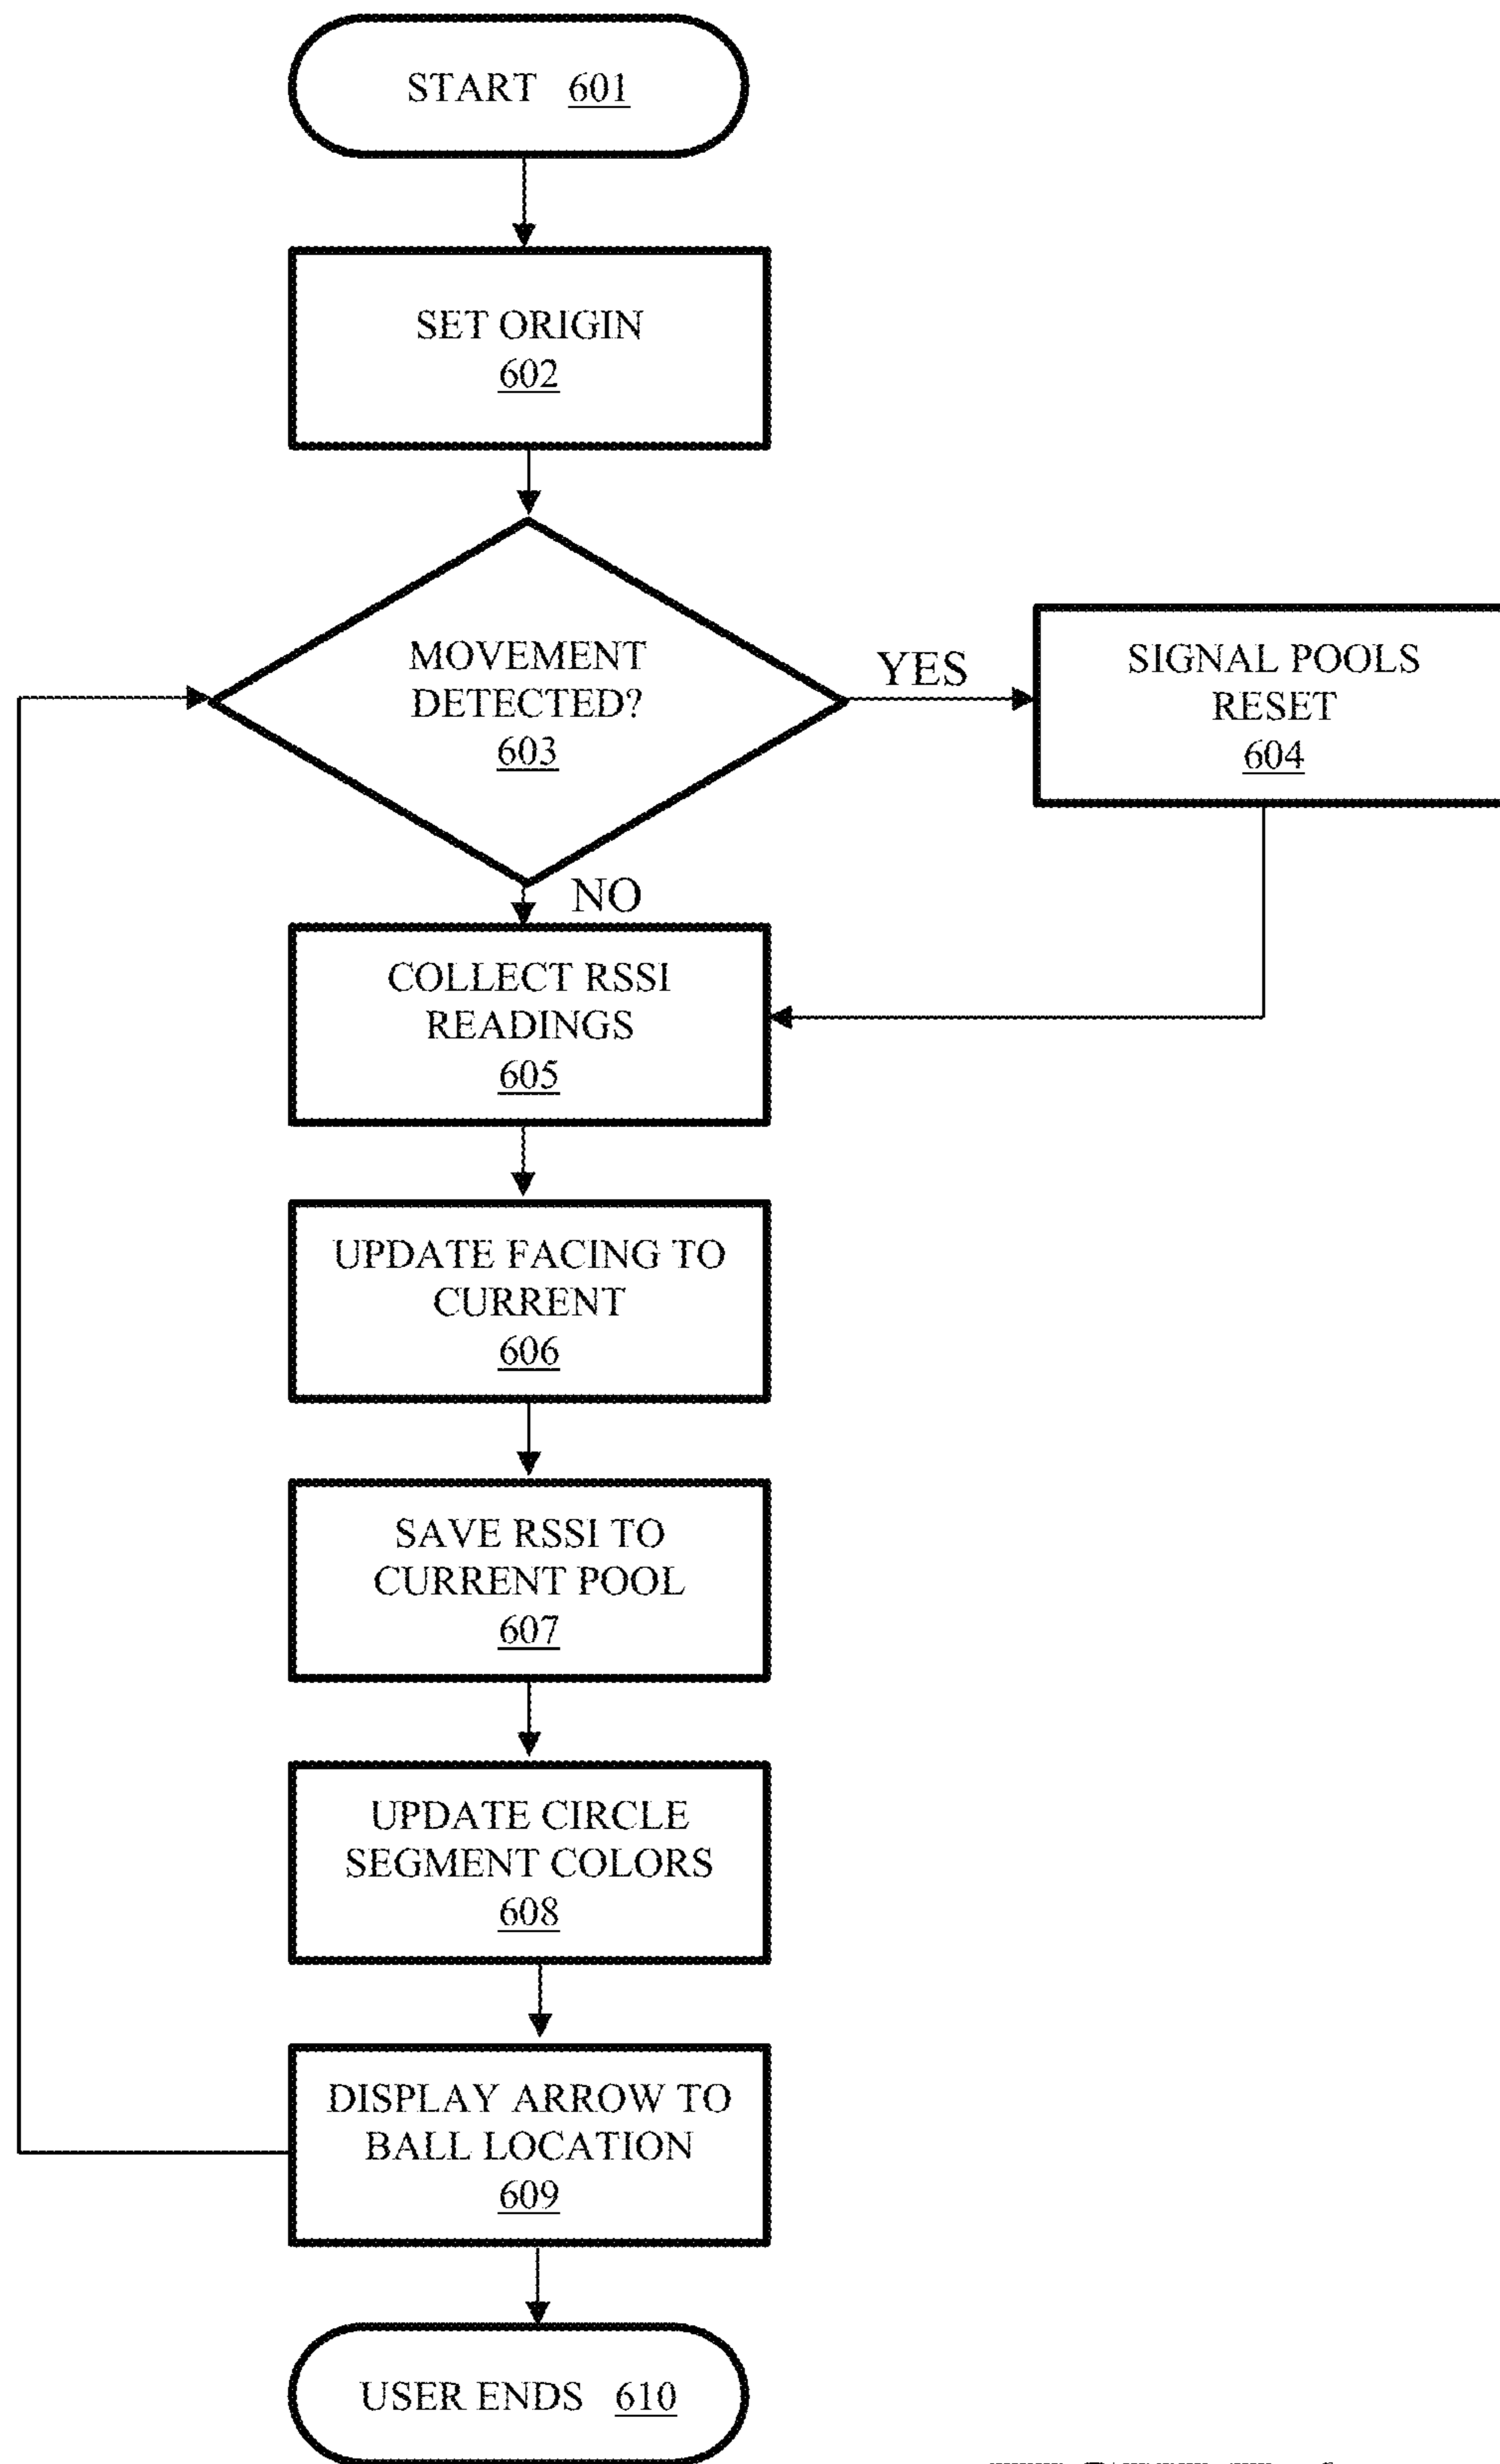 START 601
SET ORIGIN
602
MOVEMENT
DETECTED?
603
YES
SIGNAL POOLS
RESET
604
NO
COLLECT RSSI
READINGS
605
UPDATE FACING TO
CURRENT
606
SAVE RSSI TO
CURRENT POOL
607
UPDATE CIRCLE
SEGMENT COLORS
608
DISPLAY ARROW TO
BALL LOCATION
609
USER ENDS 610